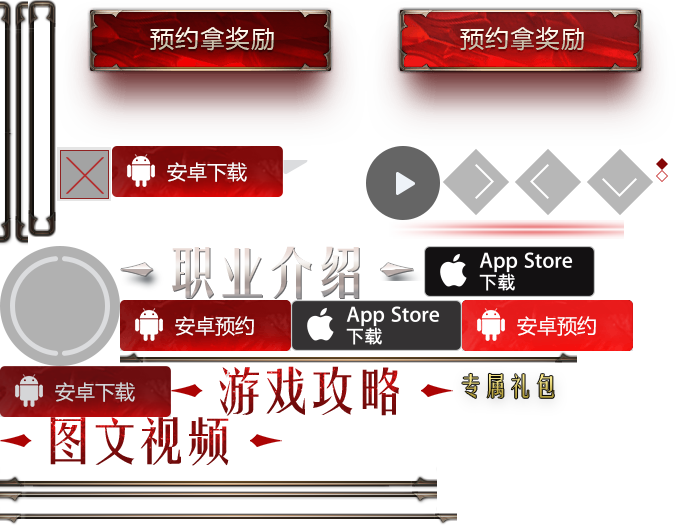 预约拿奖励
预约拿奖励
安卓下载
职业介绍
App Store
下载
安卓预约
App Store
下载
安卓预约
安卓下载
游戏攻略
专属礼包
图文视频